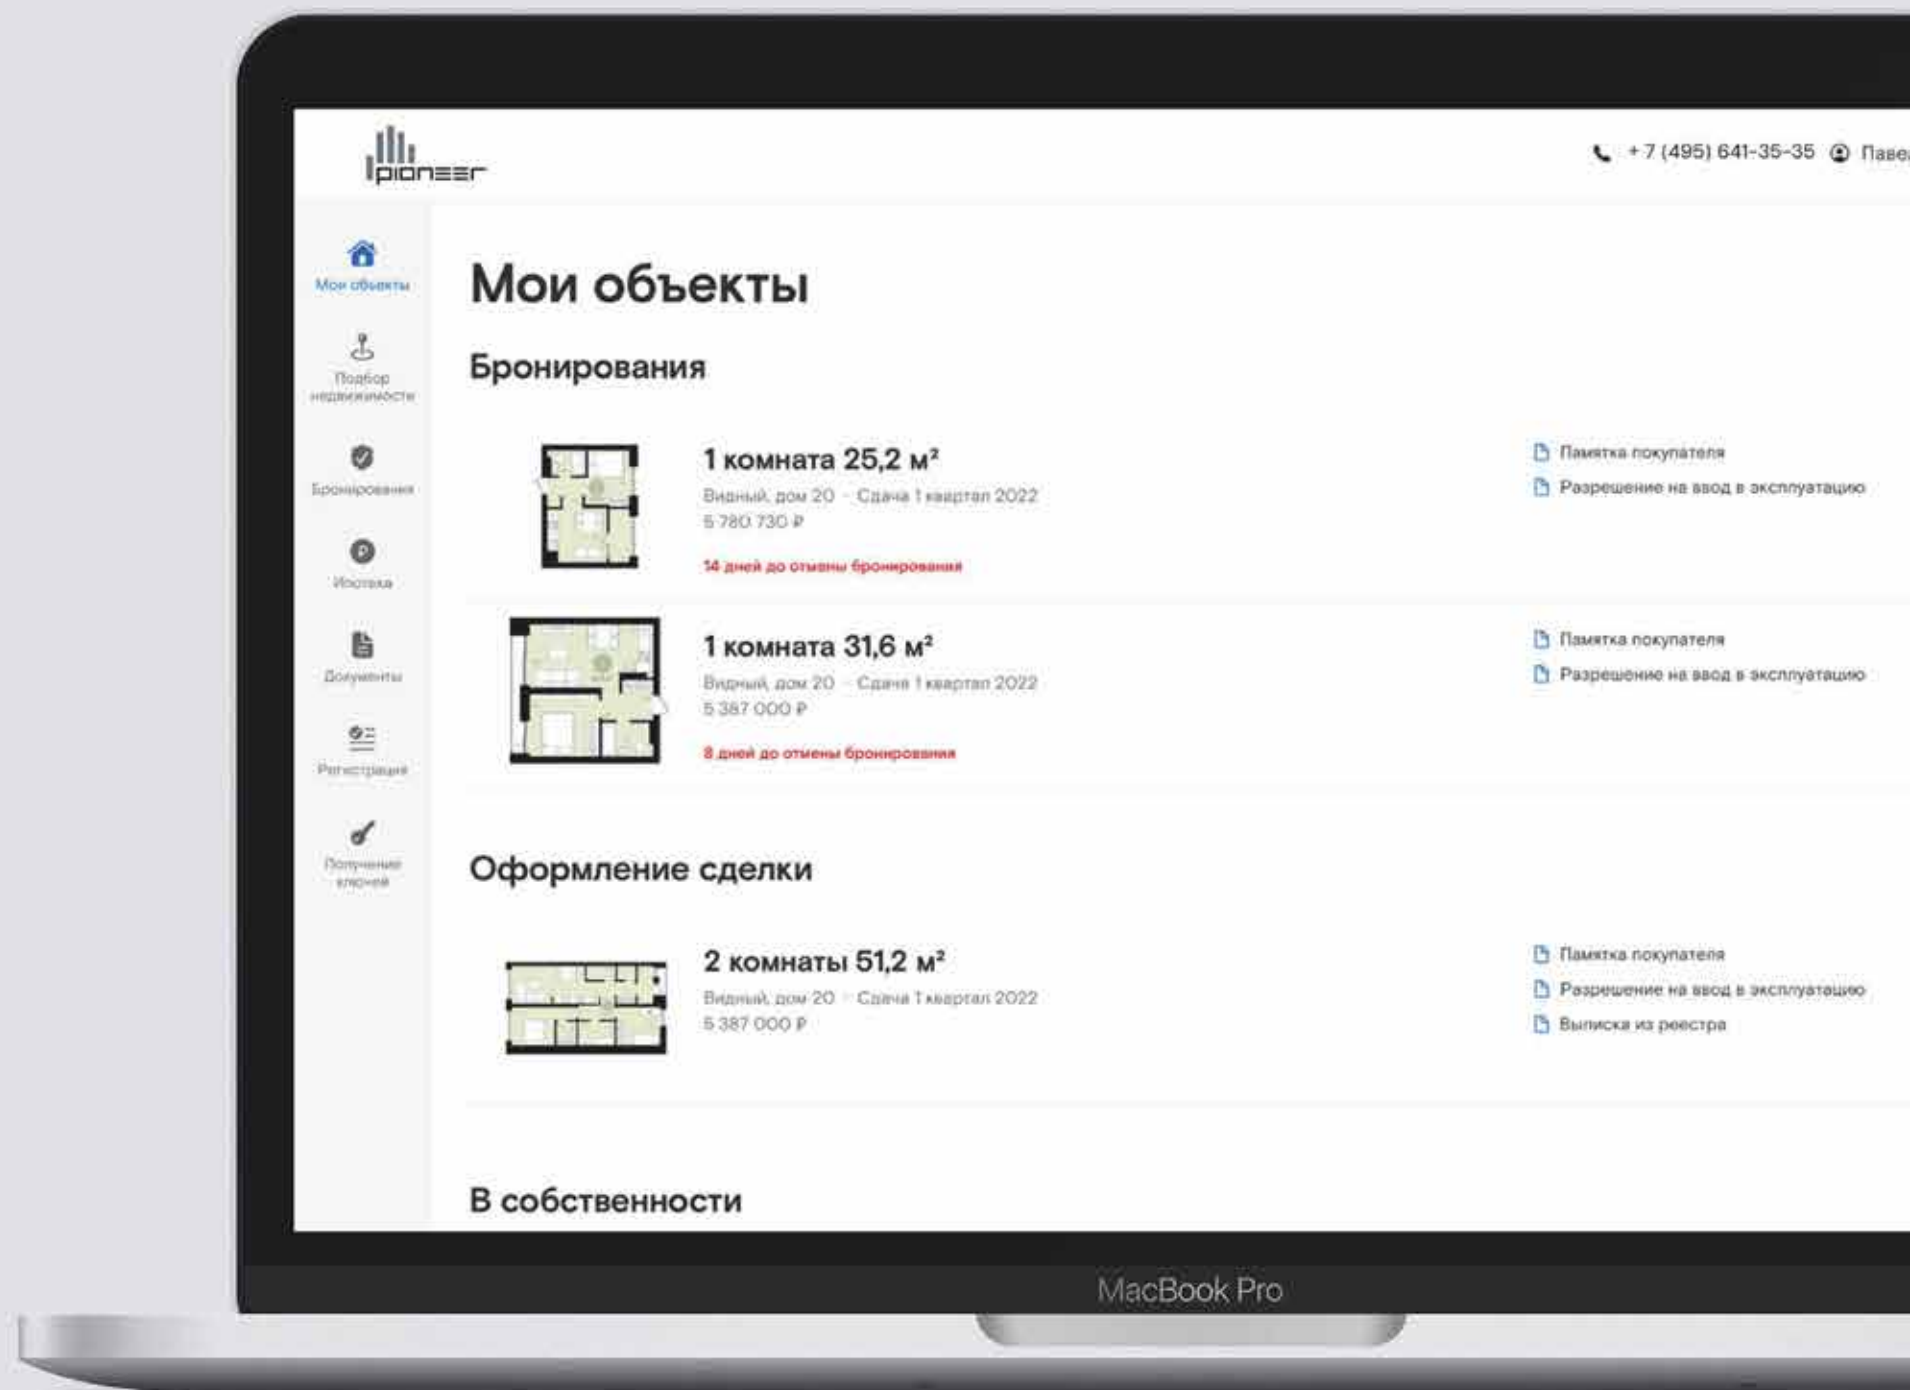 pioneer
+7 (495) 641-35-35 Павел
Мои объекты
Подбор
недвижимости
Бронирования
Ипотека
Документы
Регистрация
Получение
ключей
Мои объекты
Бронирования
1 комната 25,2 м²
Видный, дом 20 – Сдача 1 квартал 2022
5 780 730 ₽
14 дней до отмены бронирования
Памятка покупателя
Разрешение на ввод в эксплуатацию
1 комната 31,6 м²
Видный, дом 20 – Сдача 1 квартал 2022
5 387 000 ₽
8 дней до отмены бронирования
Памятка покупателя
Разрешение на ввод в эксплуатацию
Оформление сделки
2 комнаты 51,2 м²
Видный, дом 20 – Сдача 1 квартал 2022
5 387 000 ₽
Памятка покупателя
Разрешение на ввод в эксплуатацию
Выписка из реестра
В собственности
MacBook Pro